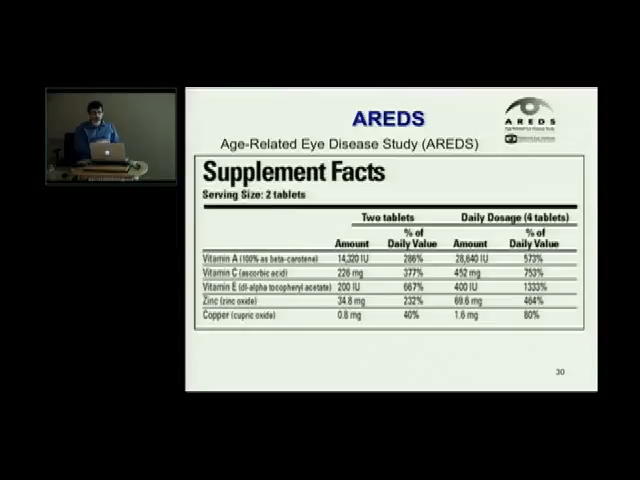 AREDS
AREDS
Age-Related Eye Disease Study (AREDS)
Supplement Facts
Serving Size: 2 tablets
Two tablets Daily Dosage (4 tablets)
Amount % of Daily Value Amount % of Daily Value
Vitamin A (100% as beta-carotene) 14,320 IU 286% 28,640 IU 573%
Vitamin C (ascorbic acid) 226 mg 377% 452 mg 753%
Vitamin E (dl-alpha tocopheryl acetate) 200 IU 667% 400 IU 1333%
Zinc (zinc oxide) 34.8 mg 232% 69.6 mg 464%
Copper (cupric oxide) 0.8 mg 40% 1.6 mg 80%
30